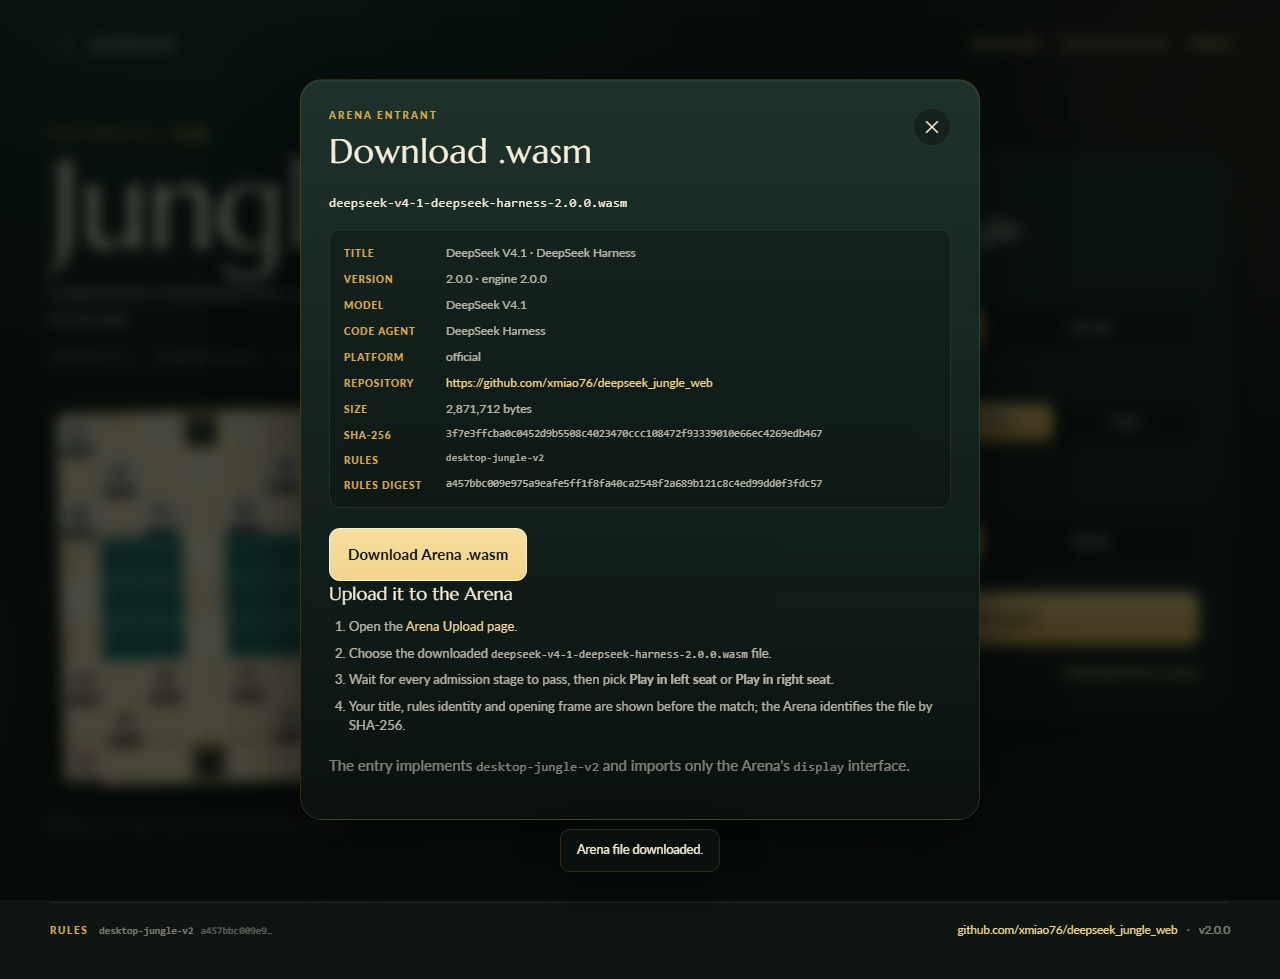 ARENA ENTRANT
Download .wasm
deepseek-v4-1-deepseek-harness-2.0.0.wasm
TITLE DeepSeek V4.1 · DeepSeek Harness
VERSION 2.0.0 · engine 2.0.0
MODEL DeepSeek V4.1
CODE AGENT DeepSeek Harness
PLATFORM official
REPOSITORY https://github.com/xmiao76/deepseek_jungle_web
SIZE 2,871,712 bytes
SHA-256 3f7e3ffcba0c0452d9b5508c4023470ccc108472f93339010e66ec4269edb467
RULES desktop-jungle-v2
RULES DIGEST a457bbc009e975a9eafe5ff1f8fa40ca2548f2a689b121c8c4ed99dd0f3fdc57
Download Arena .wasm
Upload it to the Arena
1. Open the Arena Upload page.
2. Choose the downloaded deepseek-v4-1-deepseek-harness-2.0.0.wasm file.
3. Wait for every admission stage to pass, then pick Play in left seat or Play in right seat.
4. Your title, rules identity and opening frame are shown before the match; the Arena identifies the file by
SHA-256.
The entry implements desktop-jungle-v2 and imports only the Arena's display interface.
Arena file downloaded.
RULES desktop-jungle-v2 a457bbc009e9…
github.com/xmiao76/deepseek_jungle_web · v2.0.0